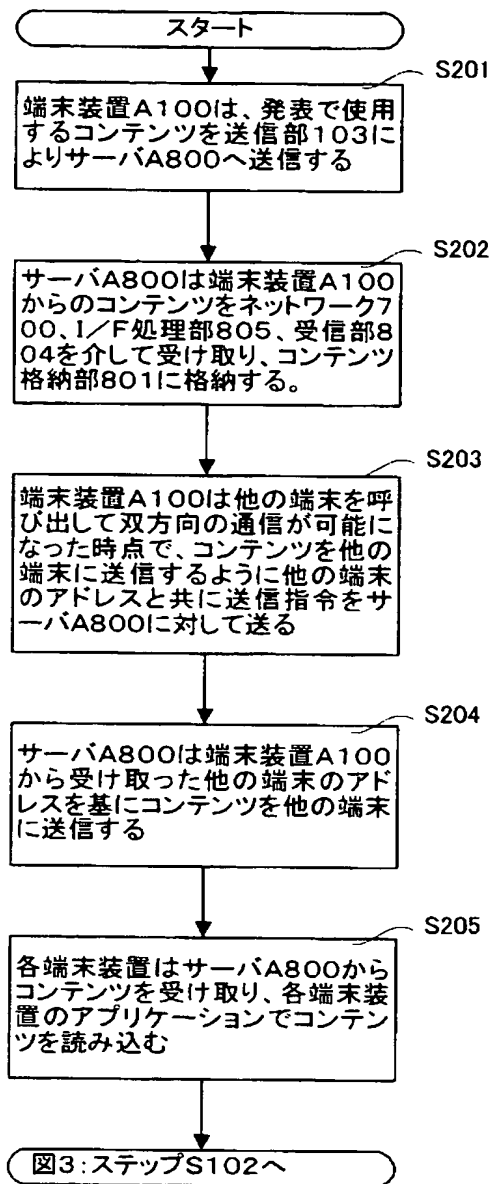 スタート
S201
端末装置A100は、発表で使用
するコンテンツを送信部103に
よりサーバA800へ送信する
S202
サーバA800は端末装置A100
からのコンテンツをネットワーク7
00、I/F処理部805、受信部8
04を介して受け取り、コンテンツ
格納部801に格納する。
S203
端末装置A100は他の端末を呼
び出して双方向の通信が可能に
なった時点で、コンテンツを他の
端末に送信するように他の端末
のアドレスと共に送信指令をサ
ーバA800に対して送る
S204
サーバA800は端末装置A100
から受け取った他の端末のアド
レスを基にコンテンツを他の端末
に送信する
S205
各端末装置はサーバA800から
コンテンツを受け取り、各端末装
置のアプリケーションでコンテン
ツを読み込む
図3:ステップS102へ